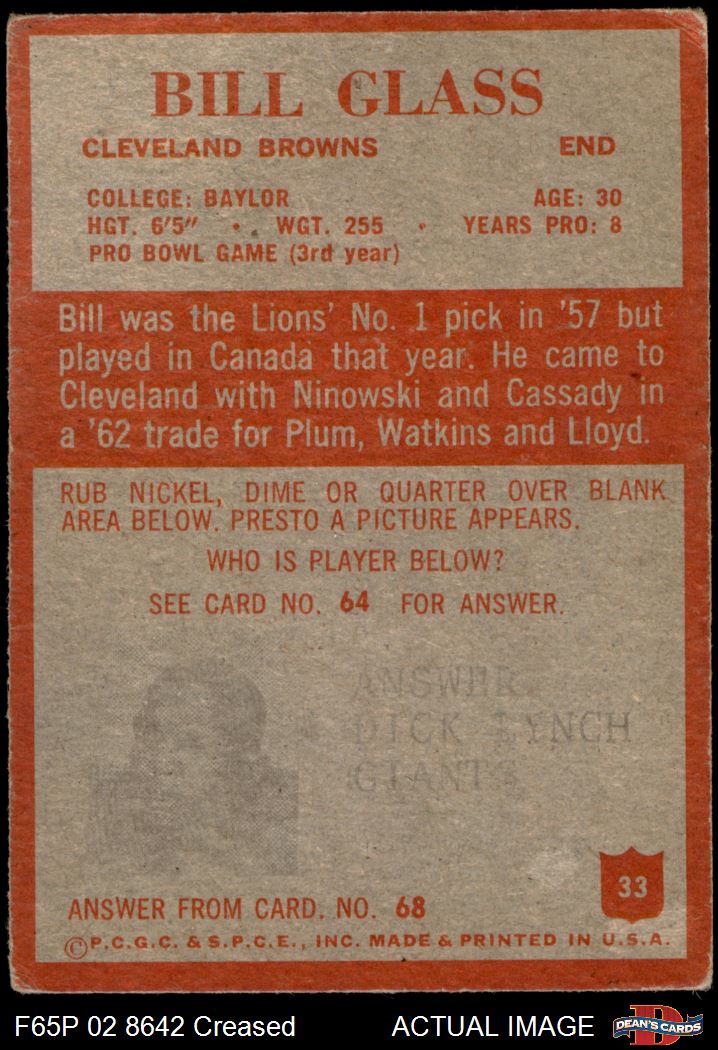 BILL GLASS
CLEVELAND BROWNS END
COLLEGE: BAYLOR AGE: 30
HGT. 6'5" • WGT. 255 • YEARS PRO: 8
PRO BOWL GAME (3rd year)
Bill was the Lions' No. 1 pick in '57 but
played in Canada that year. He came to
Cleveland with Ninowski and Cassady in
a '62 trade for Plum, Watkins and Lloyd.
RUB NICKEL, DIME OR QUARTER OVER BLANK
AREA BELOW. PRESTO A PICTURE APPEARS.
WHO IS PLAYER BELOW?
SEE CARD NO. 64 FOR ANSWER.
ANSWER
DICK LYNCH
GIANTS
33
ANSWER FROM CARD. NO. 68
©P.C.G.C. & S.P.C.E., INC. MADE & PRINTED IN U.S.A.
F65P 02 8642 Creased ACTUAL IMAGE D DEAN'S CARDS